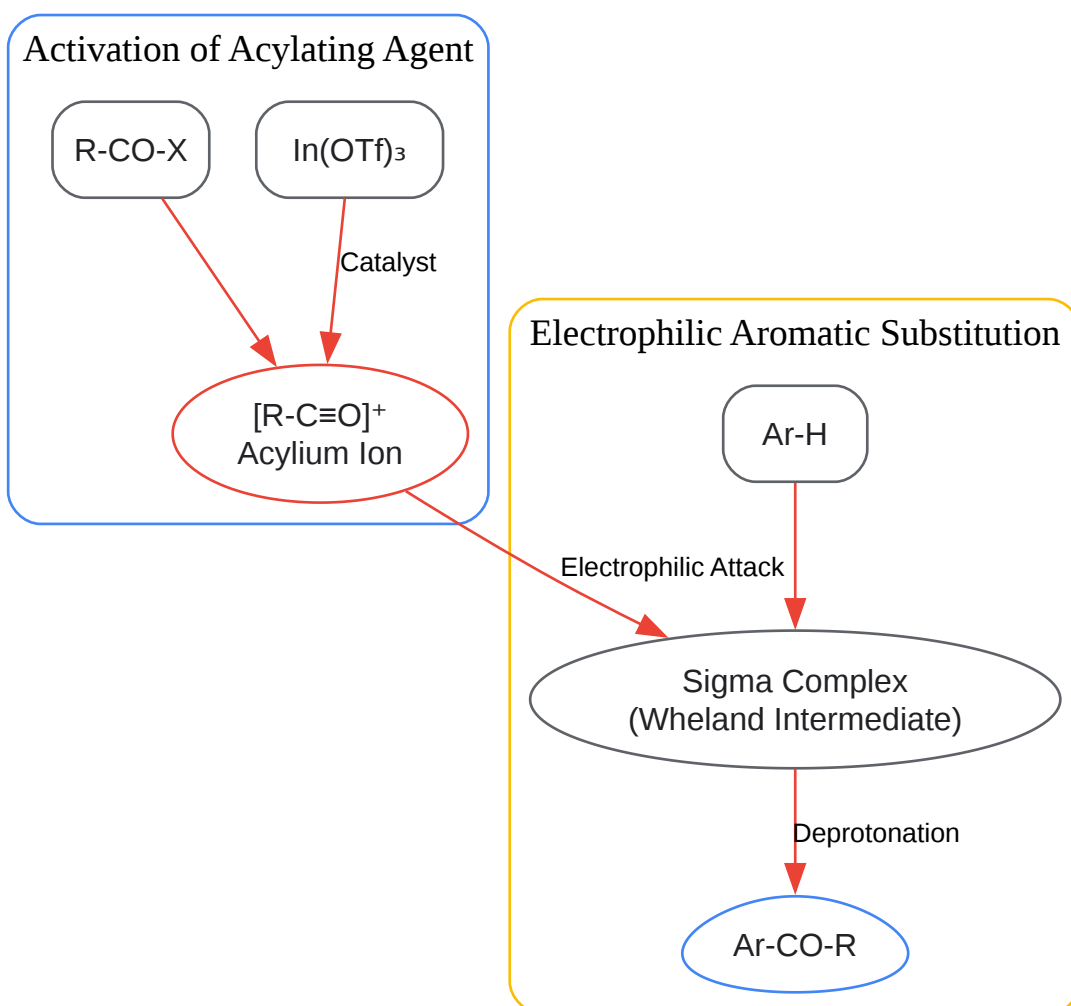 Activation of Acylating Agent
R-CO-X
In(OTf)₃
Catalyst
[R-C≡O]⁺
Acylium Ion
Electrophilic Aromatic Substitution
Ar-H
Electrophilic Attack
Sigma Complex
(Wheland Intermediate)
Deprotonation
Ar-CO-R